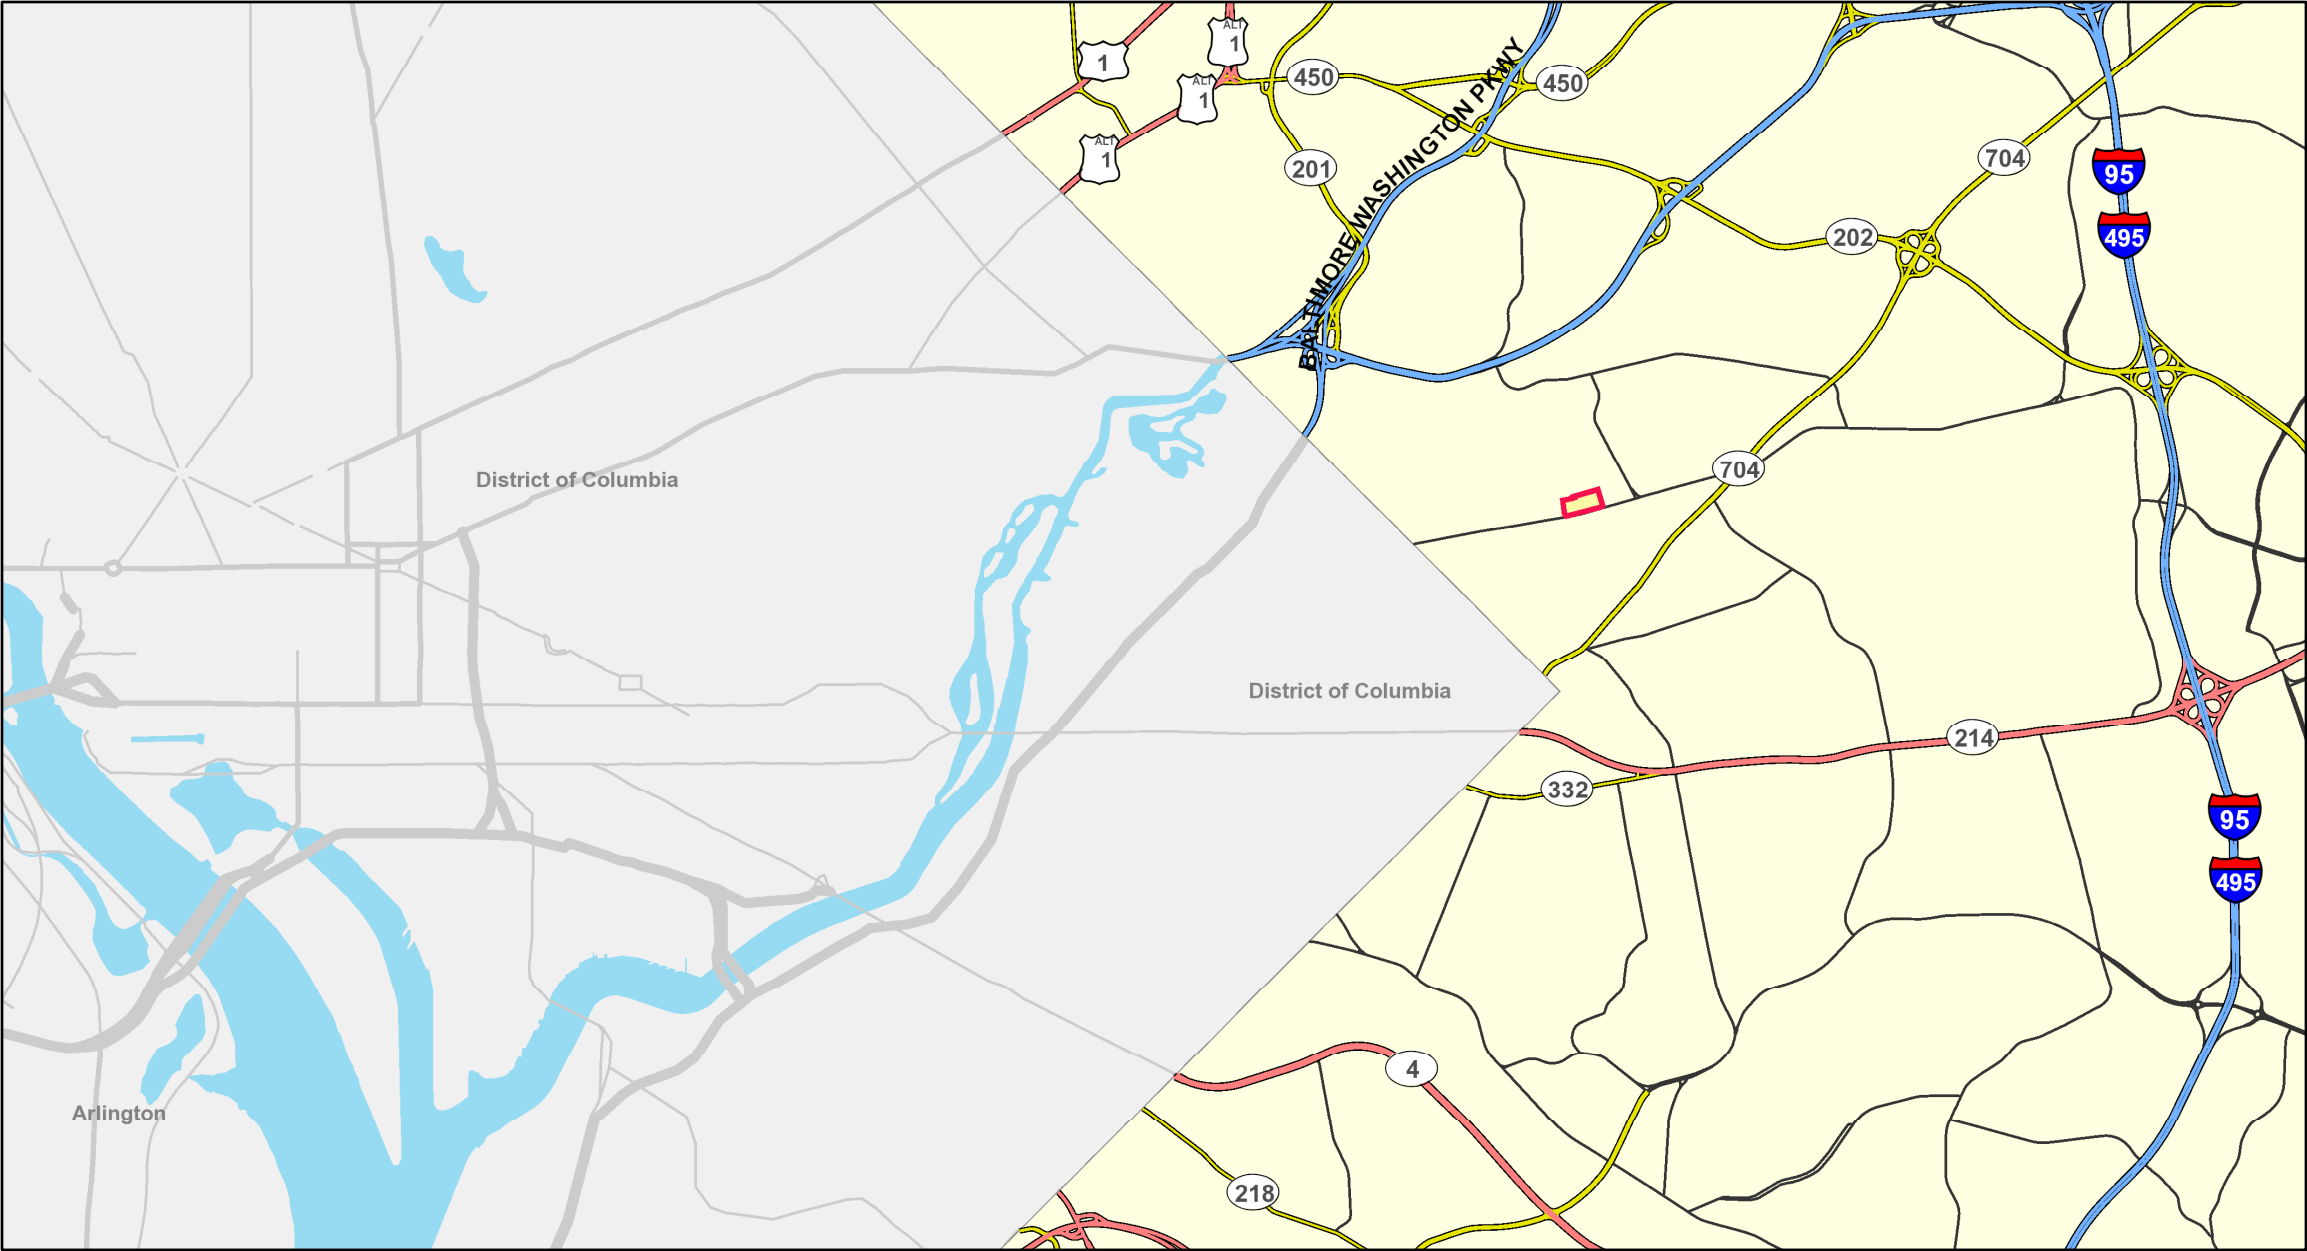 ALT
1
1
450
450
ALT
1
BALTIMORE/WASHINGTON PKWY
ALT
1
201
704
95
202
495
704
District of Columbia
District of Columbia
214
332
95
495
4
Arlington
218